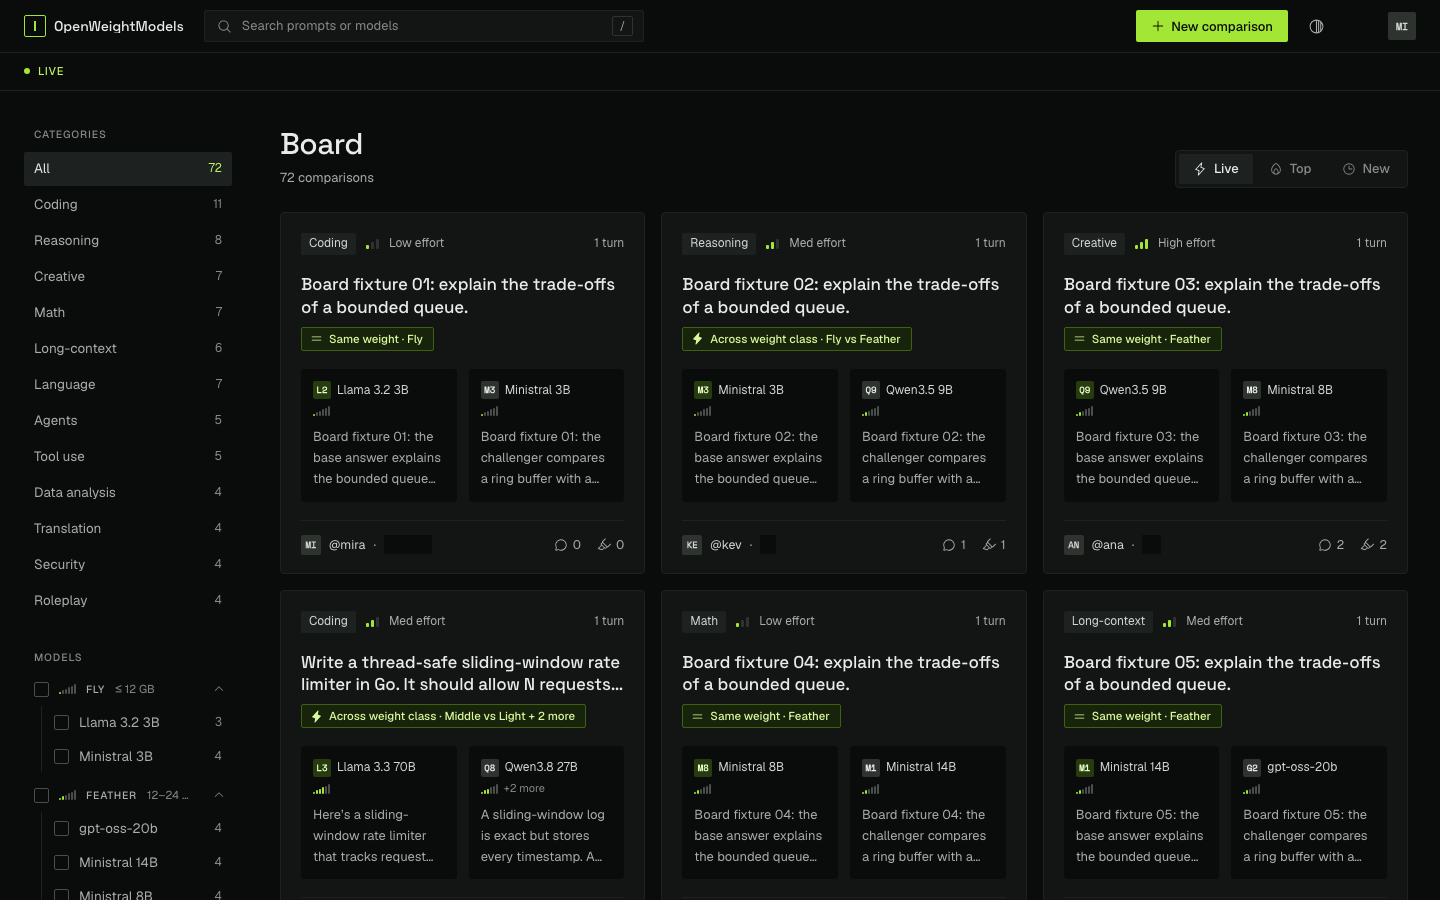 OpenWeightModels
Search prompts or models
/
New comparison
MI
LIVE
CATEGORIES
All 72
Coding 11
Reasoning 8
Creative 7
Math 7
Long-context 6
Language 7
Agents 5
Tool use 5
Data analysis 4
Translation 4
Security 4
Roleplay 4
MODELS
FLY ≤ 12 GB
Llama 3.2 3B 3
Ministral 3B 4
FEATHER 12–24 ...
gpt-oss-20b 4
Ministral 14B 4
Ministral 8B 4
Board
72 comparisons
Live Top New
Coding Low effort 1 turn
Board fixture 01: explain the trade-offs
of a bounded queue.
Same weight · Fly
L2 Llama 3.2 3B
Board fixture 01: the
base answer explains
the bounded queue...
M3 Ministral 3B
Board fixture 01: the
challenger compares
a ring buffer with a...
MI @mira · 0 0
Reasoning Med effort 1 turn
Board fixture 02: explain the trade-offs
of a bounded queue.
Across weight class · Fly vs Feather
M3 Ministral 3B
Board fixture 02: the
base answer explains
the bounded queue...
Q9 Qwen3.5 9B
Board fixture 02: the
challenger compares
a ring buffer with a...
KE @kev · 1 1
Creative High effort 1 turn
Board fixture 03: explain the trade-offs
of a bounded queue.
Same weight · Feather
Q9 Qwen3.5 9B
Board fixture 03: the
base answer explains
the bounded queue...
M8 Ministral 8B
Board fixture 03: the
challenger compares
a ring buffer with a...
AN @ana · 2 2
Coding Med effort 1 turn
Write a thread-safe sliding-window rate
limiter in Go. It should allow N requests...
Across weight class · Middle vs Light + 2 more
L3 Llama 3.3 70B
Here's a sliding-
window rate limiter
that tracks request...
Q8 Qwen3.8 27B
+2 more
A sliding-window log
is exact but stores
every timestamp. A...
Math Low effort 1 turn
Board fixture 04: explain the trade-offs
of a bounded queue.
Same weight · Feather
M8 Ministral 8B
Board fixture 04: the
base answer explains
the bounded queue...
M1 Ministral 14B
Board fixture 04: the
challenger compares
a ring buffer with a...
Long-context Med effort 1 turn
Board fixture 05: explain the trade-offs
of a bounded queue.
Same weight · Feather
M1 Ministral 14B
Board fixture 05: the
base answer explains
the bounded queue...
G2 gpt-oss-20b
Board fixture 05: the
challenger compares
a ring buffer with a...